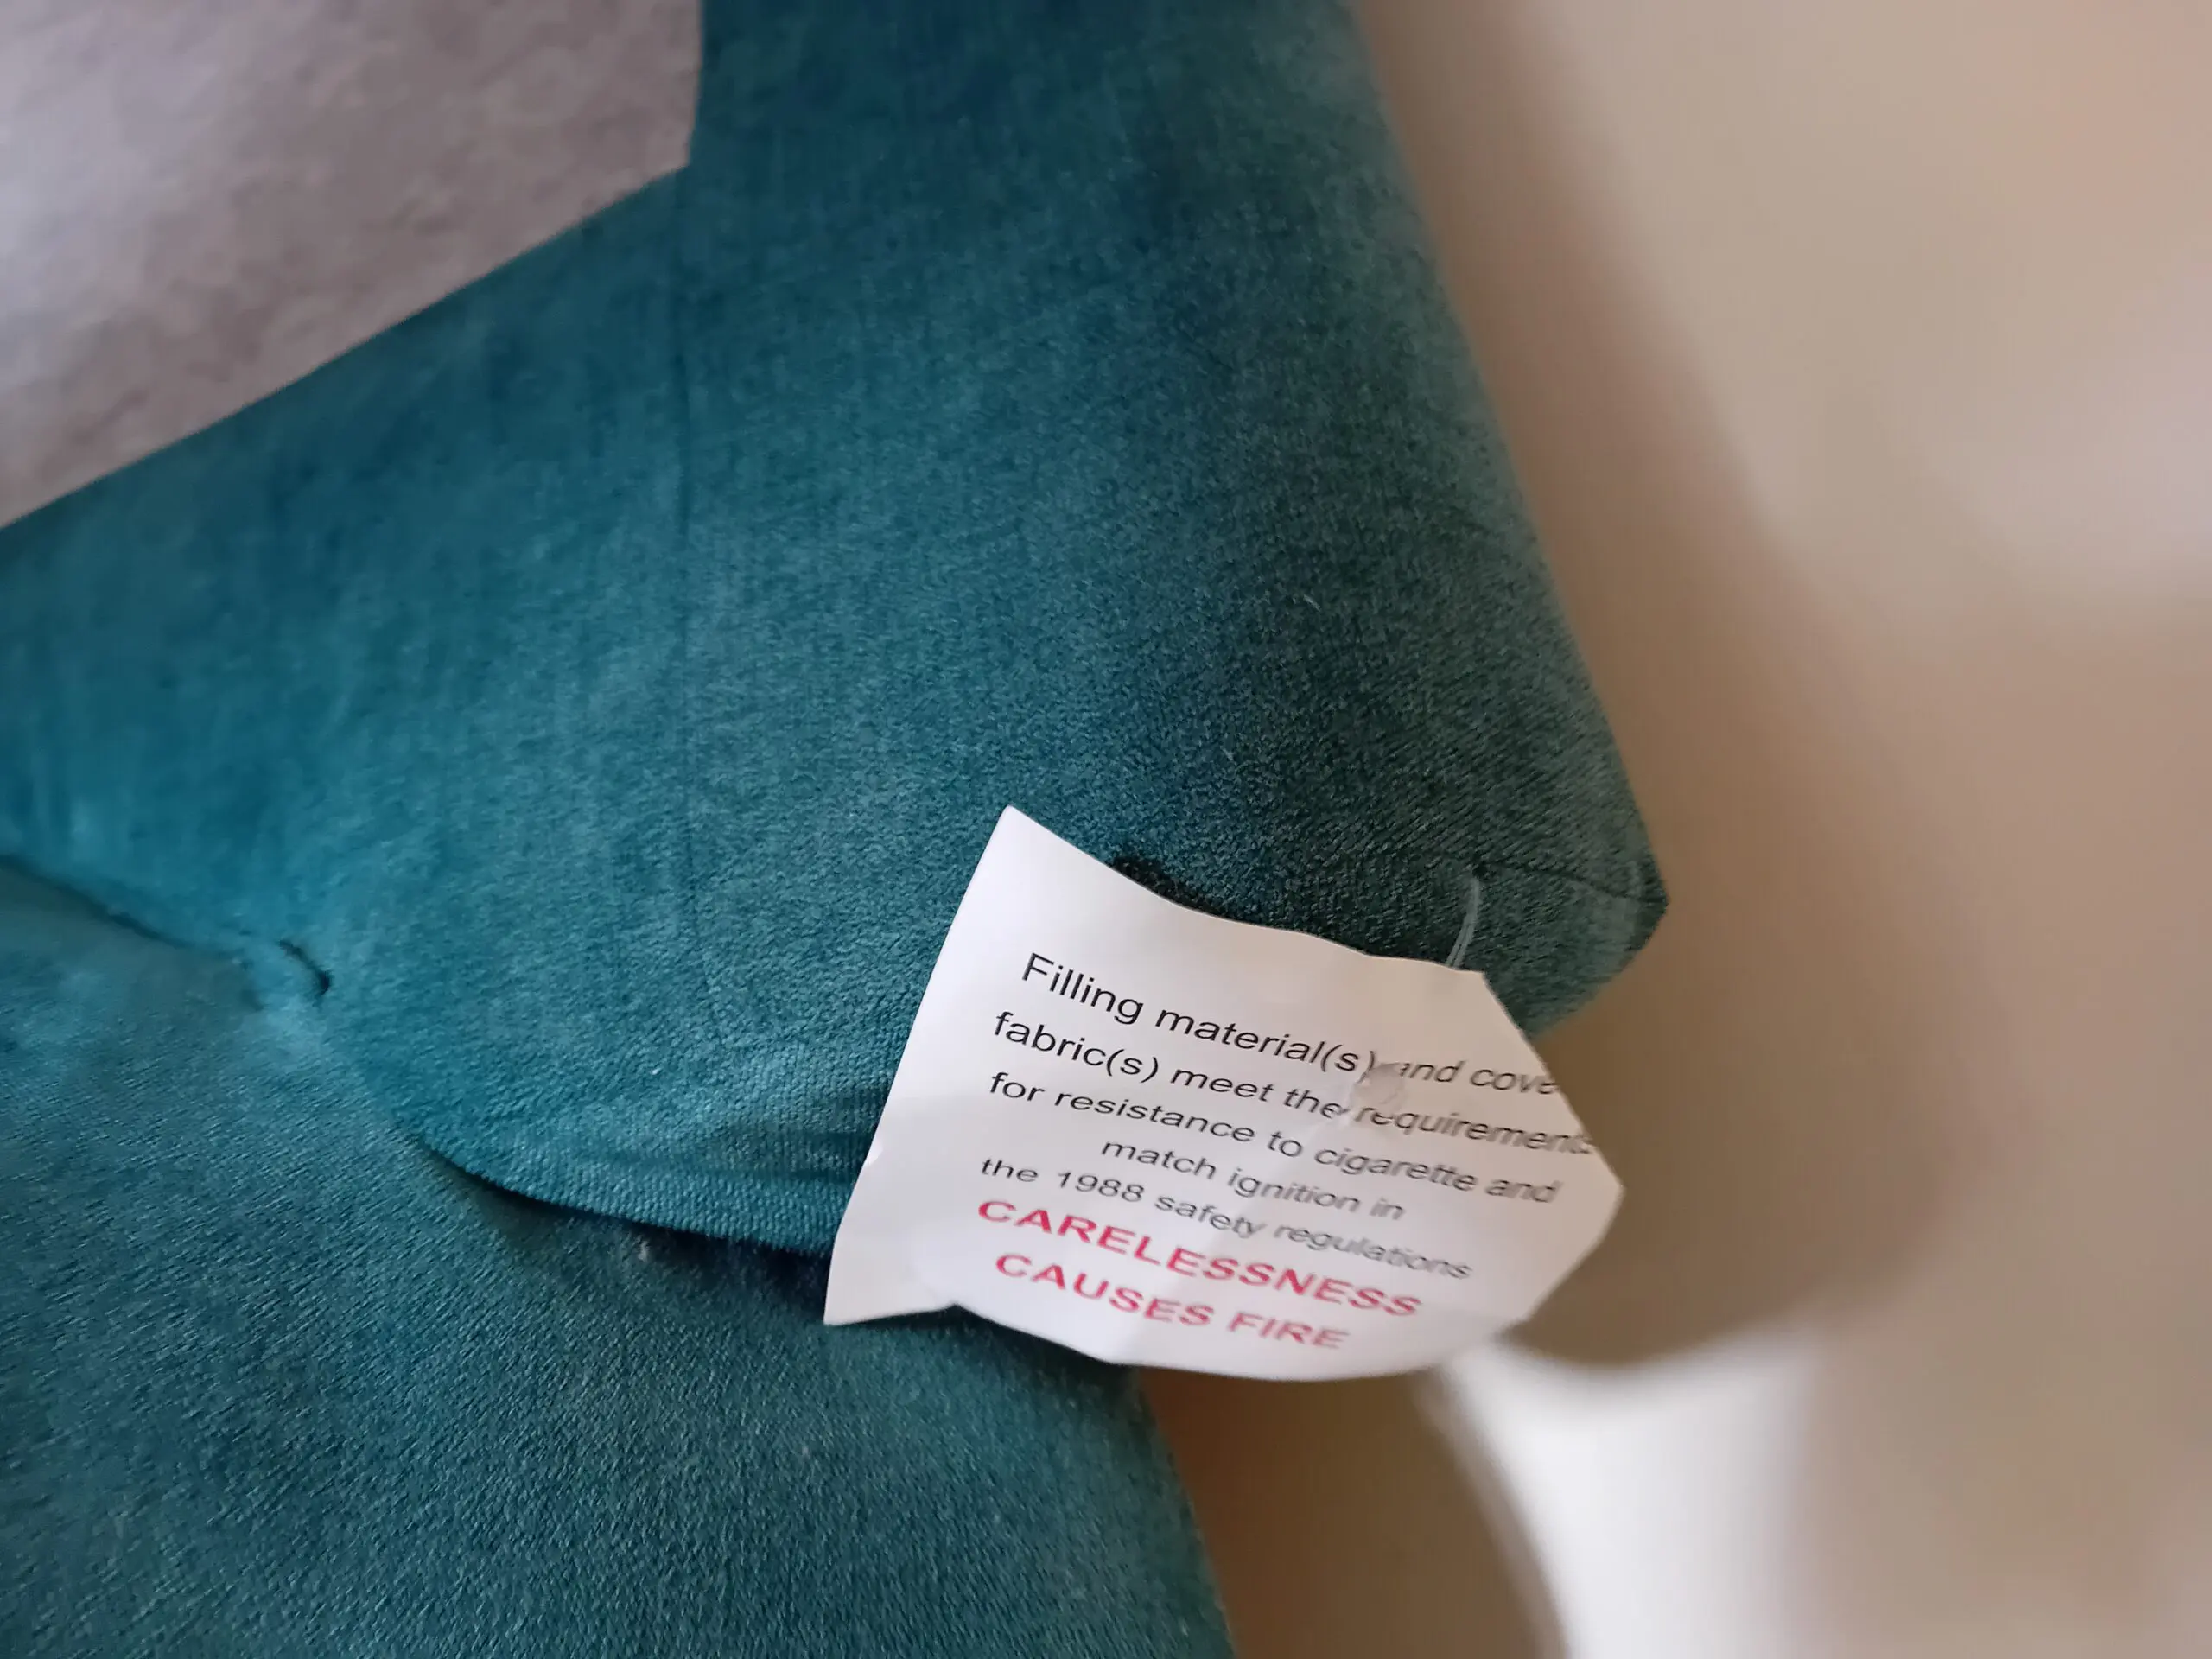 Filling material(s) and cove
fabric(s) meet the requirements
for resistance to cigarette and
match ignition in
the 1988 safety regulations
CARELESSNESS
CAUSES FIRE